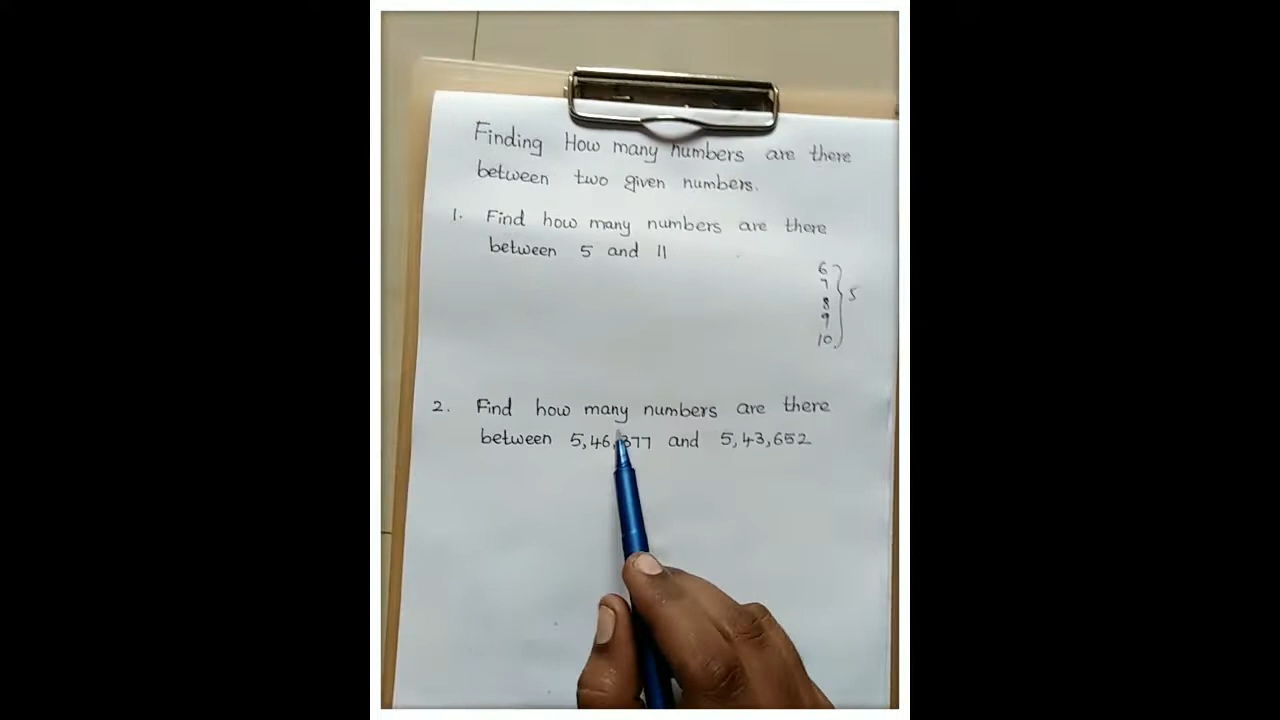 Finding How many numbers are there
between two given numbers.
1. Find how many numbers are there
between 5 and 11
6
7
8
9
10
5
2. Find how many numbers are there
between 5,46,377 and 5,43,652